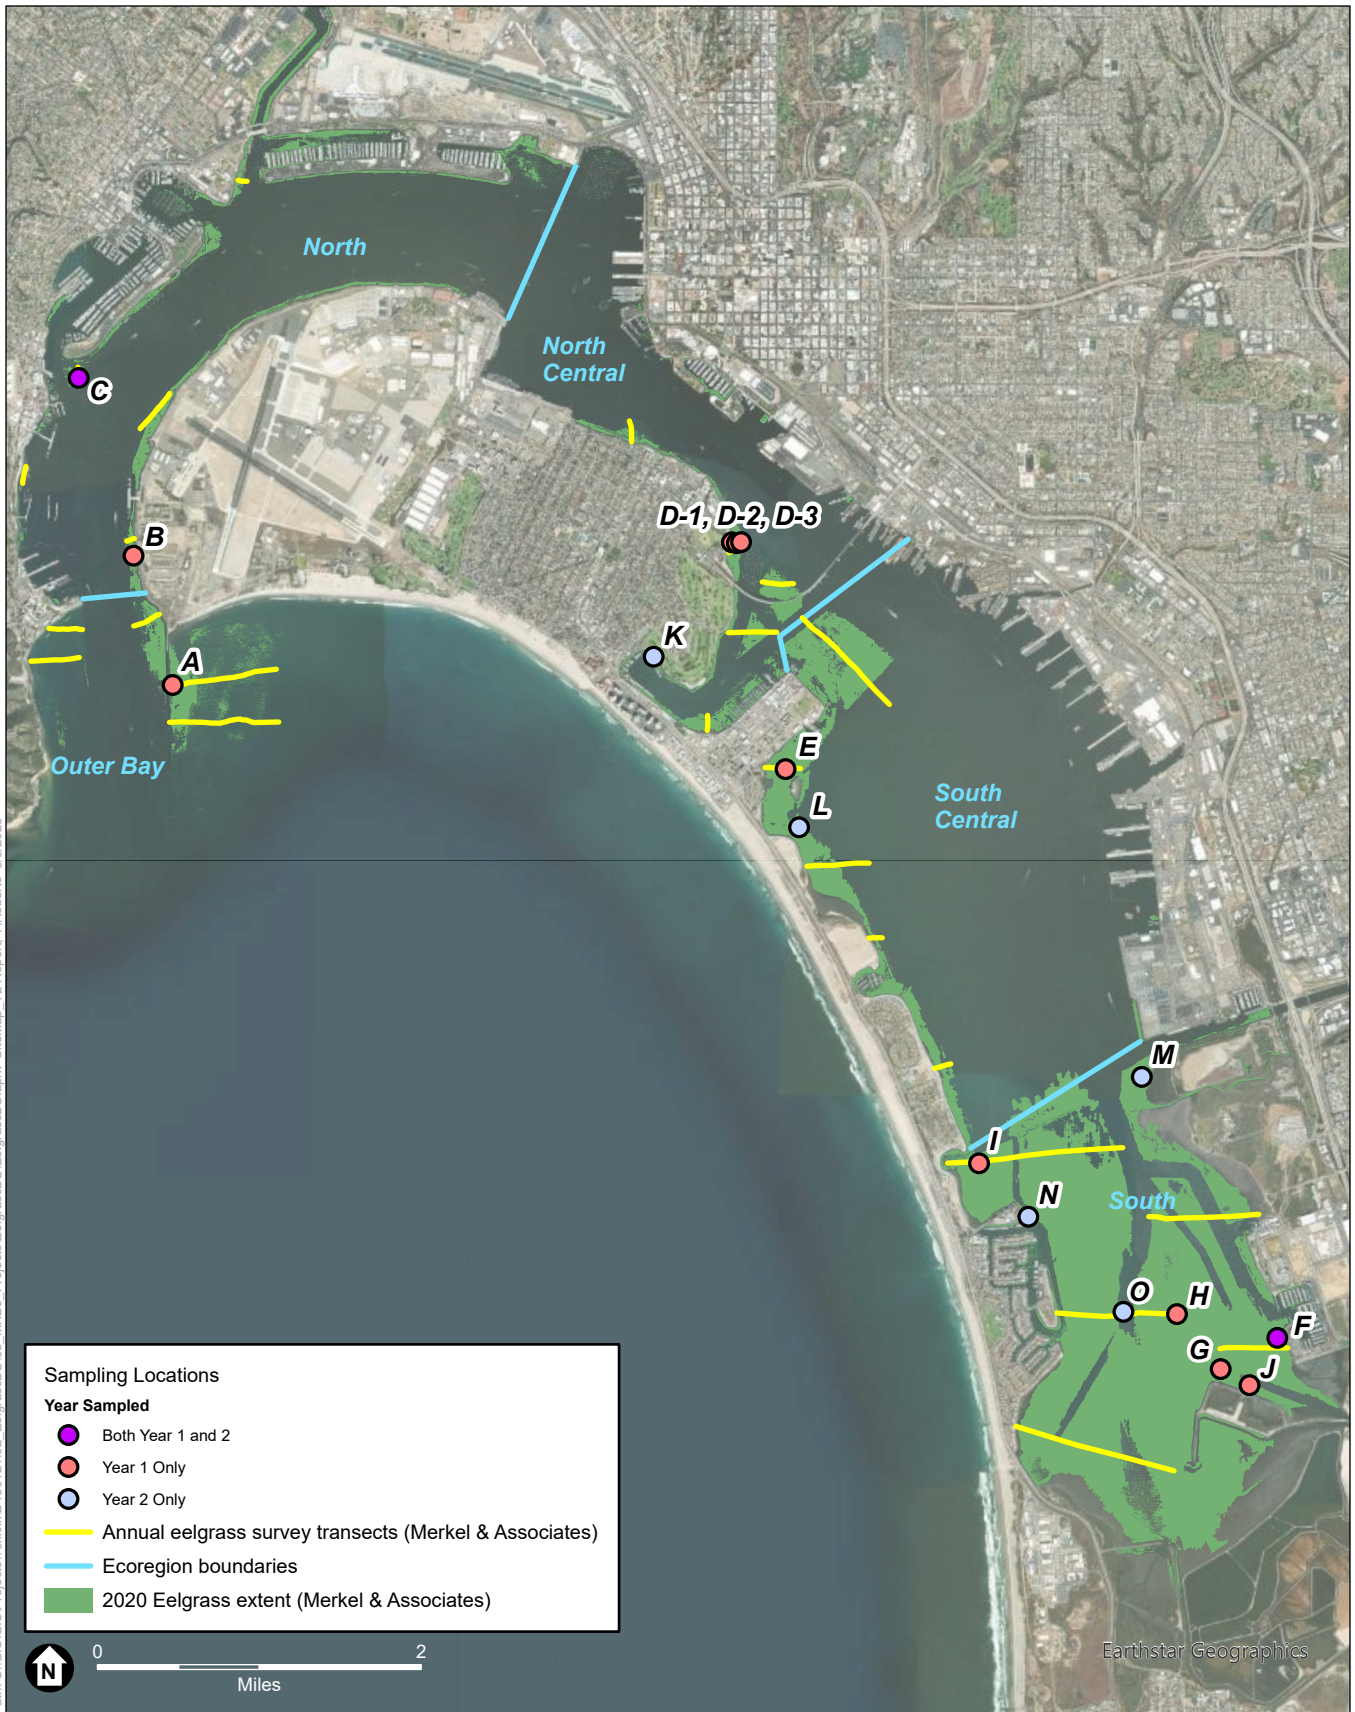 North
North
Central
C
D-1, D-2, D-3
B
K
A
E
Outer Bay
L
South
Central
M
I
N
South
O
H
F
G
J
Sampling Locations
Year Sampled
Both Year 1 and 2
Year 1 Only
Year 2 Only
Annual eelgrass survey transects (Merkel & Associates)
Ecoregion boundaries
2020 Eelgrass extent (Merkel & Associates)
N
0 2
Miles
Earthstar Geographics